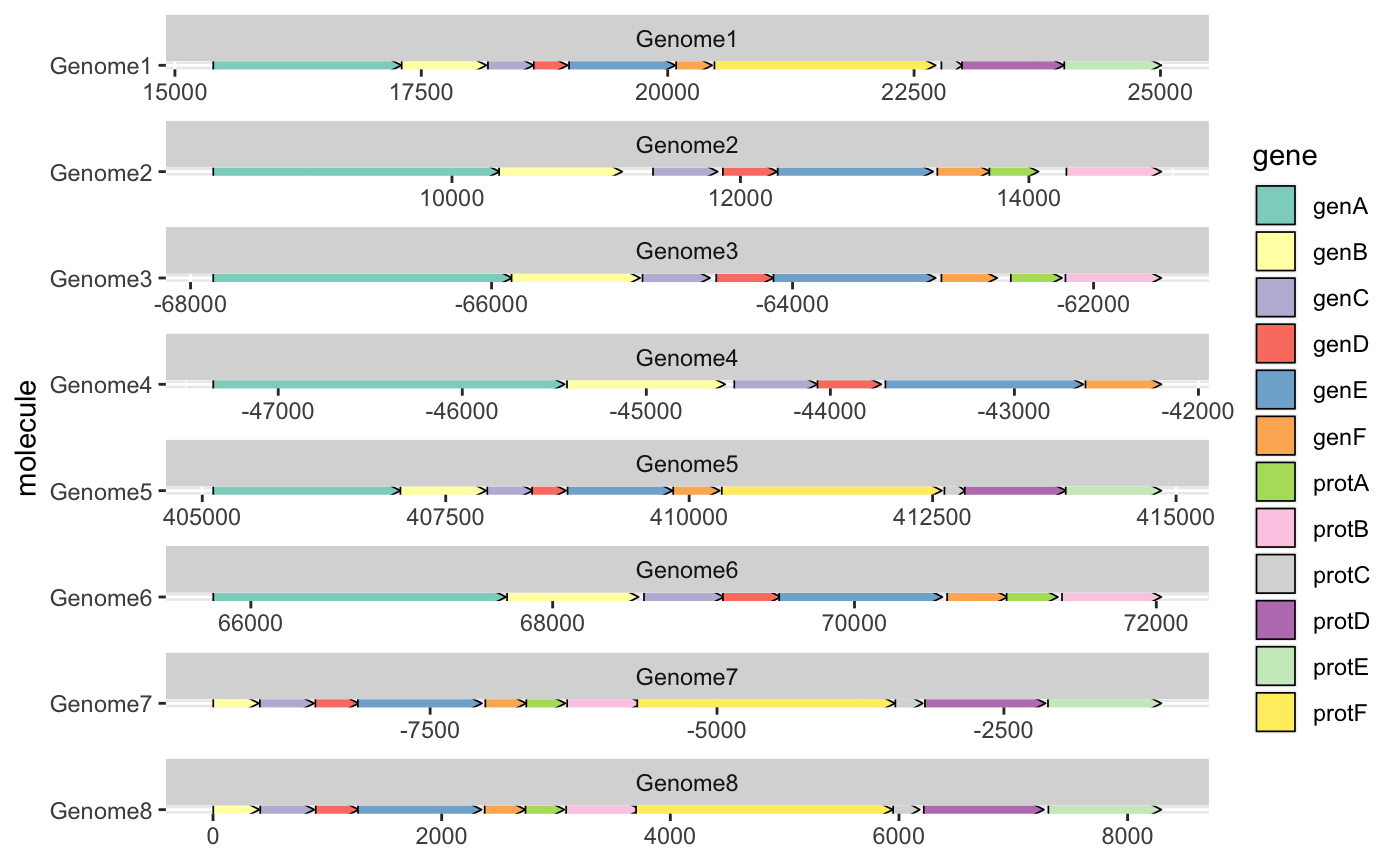 Genome1
Genome1
15000 17500 20000 22500 25000
Genome2
Genome2
10000 12000 14000
Genome3
Genome3
-68000 -66000 -64000 -62000
Genome4
Genome4
-47000 -46000 -45000 -44000 -43000 -42000
Genome5
Genome5
405000 407500 410000 412500 415000
Genome6
Genome6
66000 68000 70000 72000
Genome7
Genome7
-7500 -5000 -2500
Genome8
Genome8
0 2000 4000 6000 8000
molecule
gene
genA
genB
genC
genD
genE
genF
protA
protB
protC
protD
protE
protF